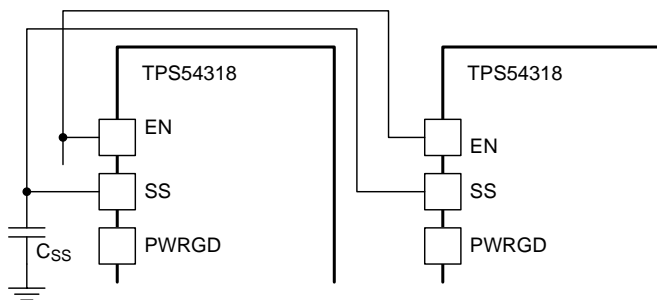 TPS54318
EN
SS
PWRGD
CSS
TPS54318
EN
SS
PWRGD